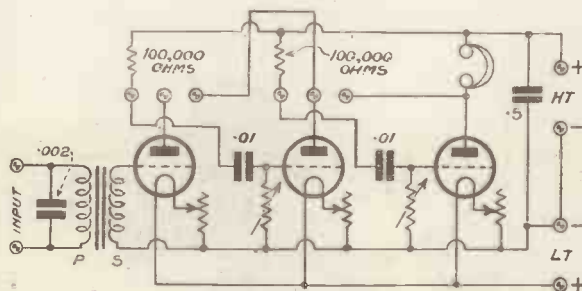 100,000
OHMS
100,000
OHMS
+
HT
·5
−
·002
·01
·01
INPUT
P
S
−
LT
+